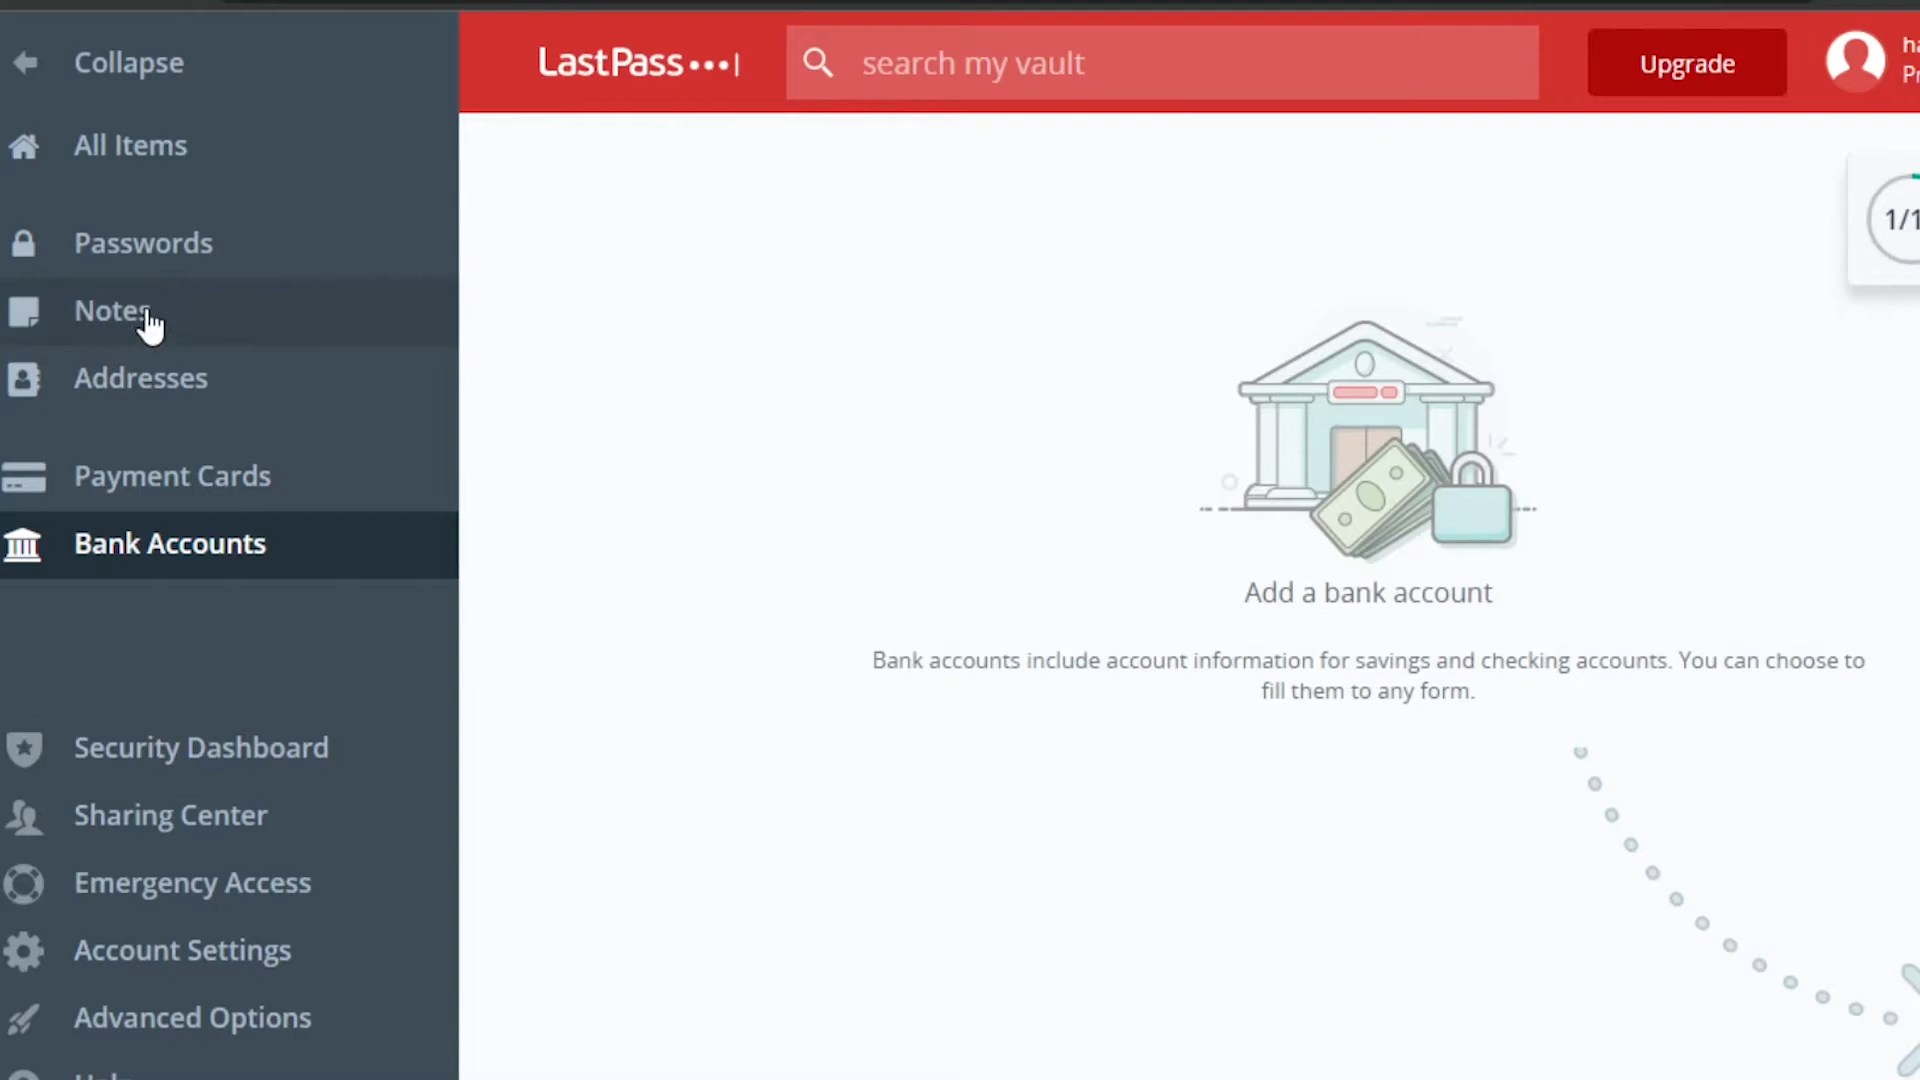 Collapse
All Items
Passwords
Notes
Addresses
Payment Cards
Bank Accounts
Security Dashboard
Sharing Center
Emergency Access
Account Settings
Advanced Options
LastPass
search my vault
Upgrade
1/1
Add a bank account
Bank accounts include account information for savings and checking accounts. You can choose to
fill them to any form.